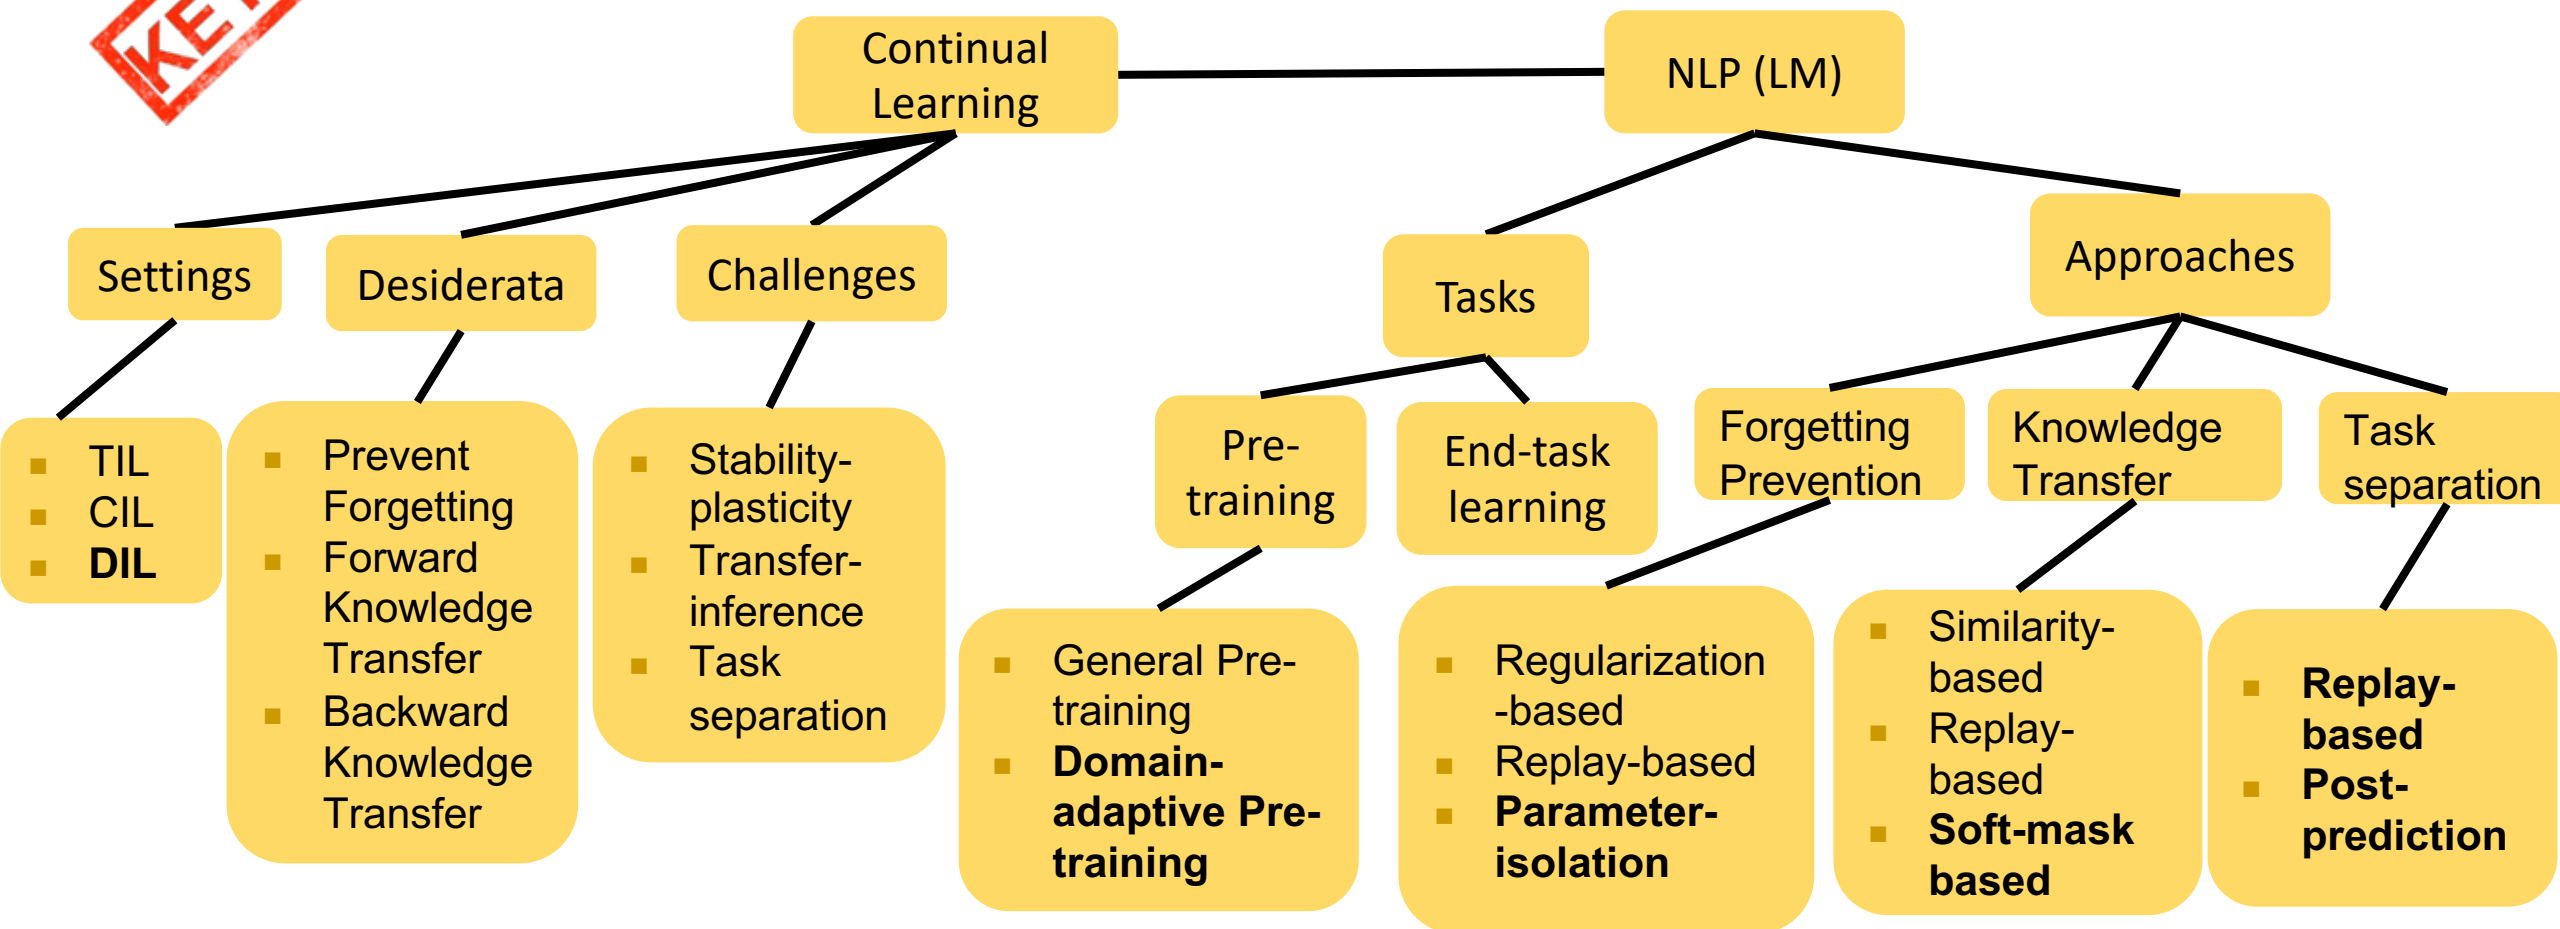 Continual
Learning
NLP (LM)
Settings
Desiderata
Challenges
Tasks
Approaches
■ TIL
■ CIL
■ DIL
■ Prevent
Forgetting
■ Forward
Knowledge
Transfer
■ Backward
Knowledge
Transfer
■ Stability-
plasticity
■ Transfer-
inference
■ Task
separation
Pre-
training
End-task
learning
Forgetting
Prevention
Knowledge
Transfer
Task
separation
■ General Pre-
training
■ Domain-
adaptive Pre-
training
■ Regularization
-based
■ Replay-based
■ Parameter-
isolation
■ Similarity-
based
■ Replay-
based
■ Soft-mask
based
■ Replay-
based
■ Post-
prediction